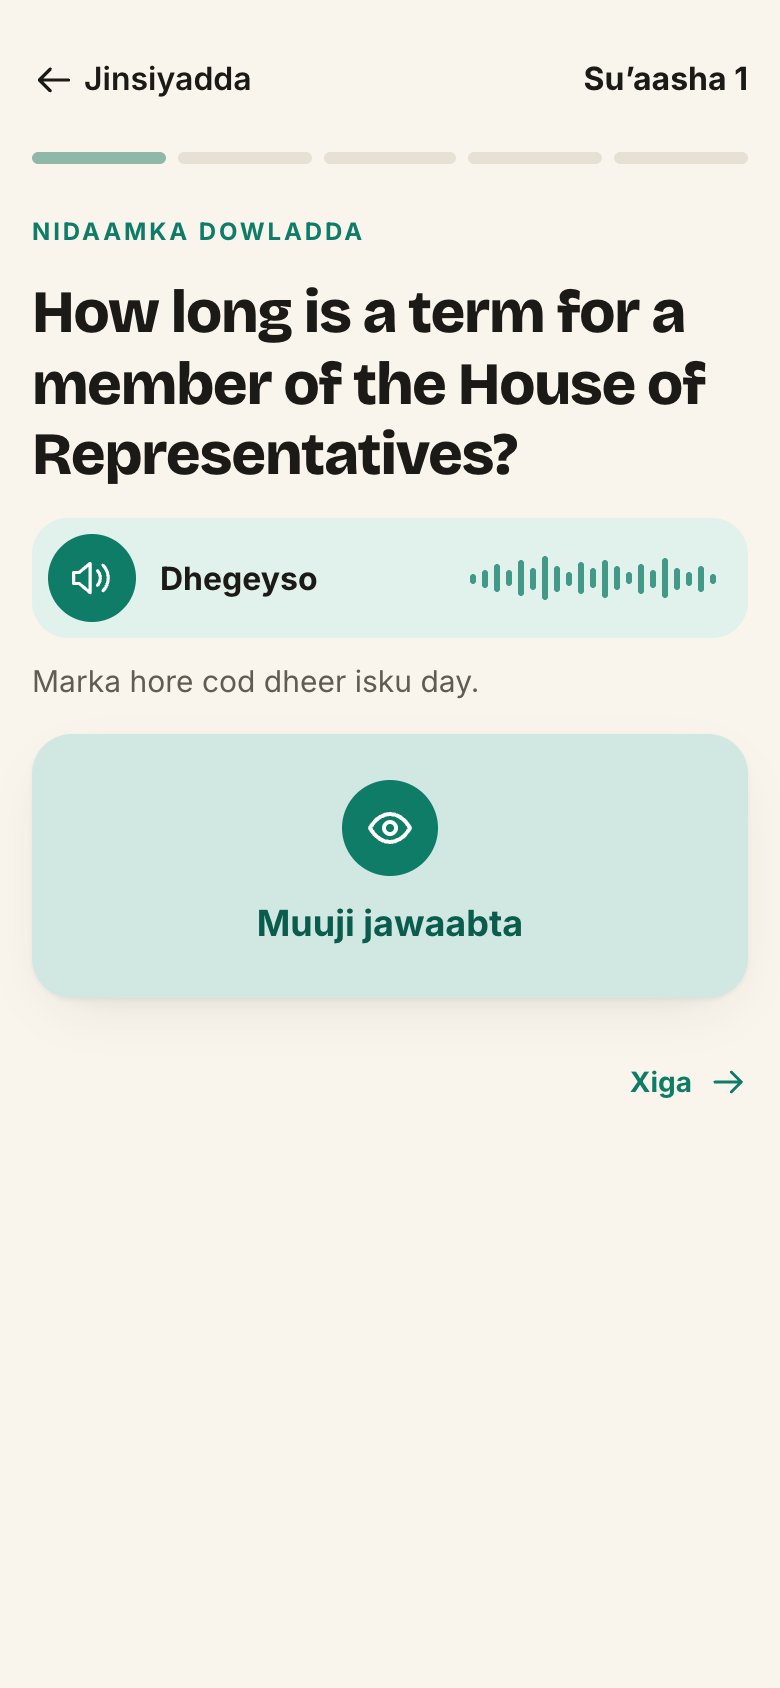 Jinsiyadda
Su’aasha 1
NIDAAMKA DOWLADDA
How long is a term for a
member of the House of
Representatives?
Dhegeyso
Marka hore cod dheer isku day.
Muuji jawaabta
Xiga